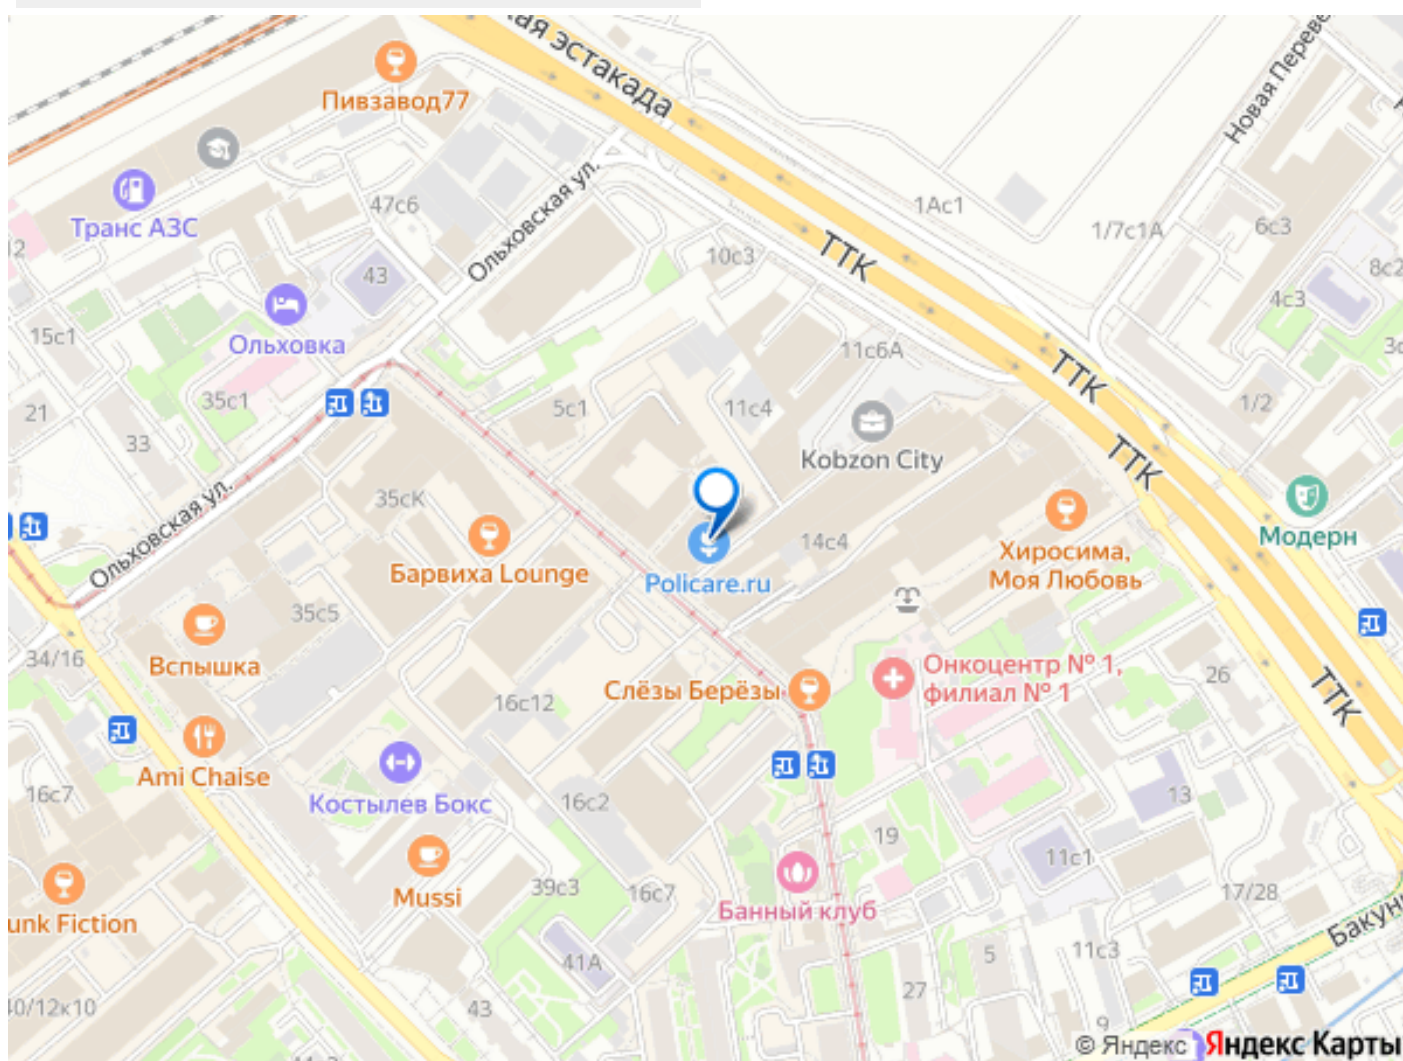 ая эстакада
Пивзавод77
Новая Переве
Транс АЗС
47с6
Ольховская ул.
1Ас1
1/7с1А
6с3
12
10с3
ТТК
8с2
43
4с3
15с1
Ольховка
11с6А
3с
ТТК
35с1
21
5с1
11с4
1/2
33
Kobzon City
ТТК
35сК
Ольховская ул.
14с4
Модерн
Барвиха Lounge
Policare.ru
Хиросима,
Моя Любовь
35с5
34/16
Вспышка
Слёзы Берёзы
Онкоцентр № 1,
филиал № 1
26
ТТК
16с12
Ami Chaise
16с7
Костылев Бокс
16с2
13
19
11с1
Mussi
39с3
16с7
17/28
unk Fiction
Банный клуб
Бакун
41А
5
11с3
27
40/12к10
43
9
© Яндекс Яндекс Карты